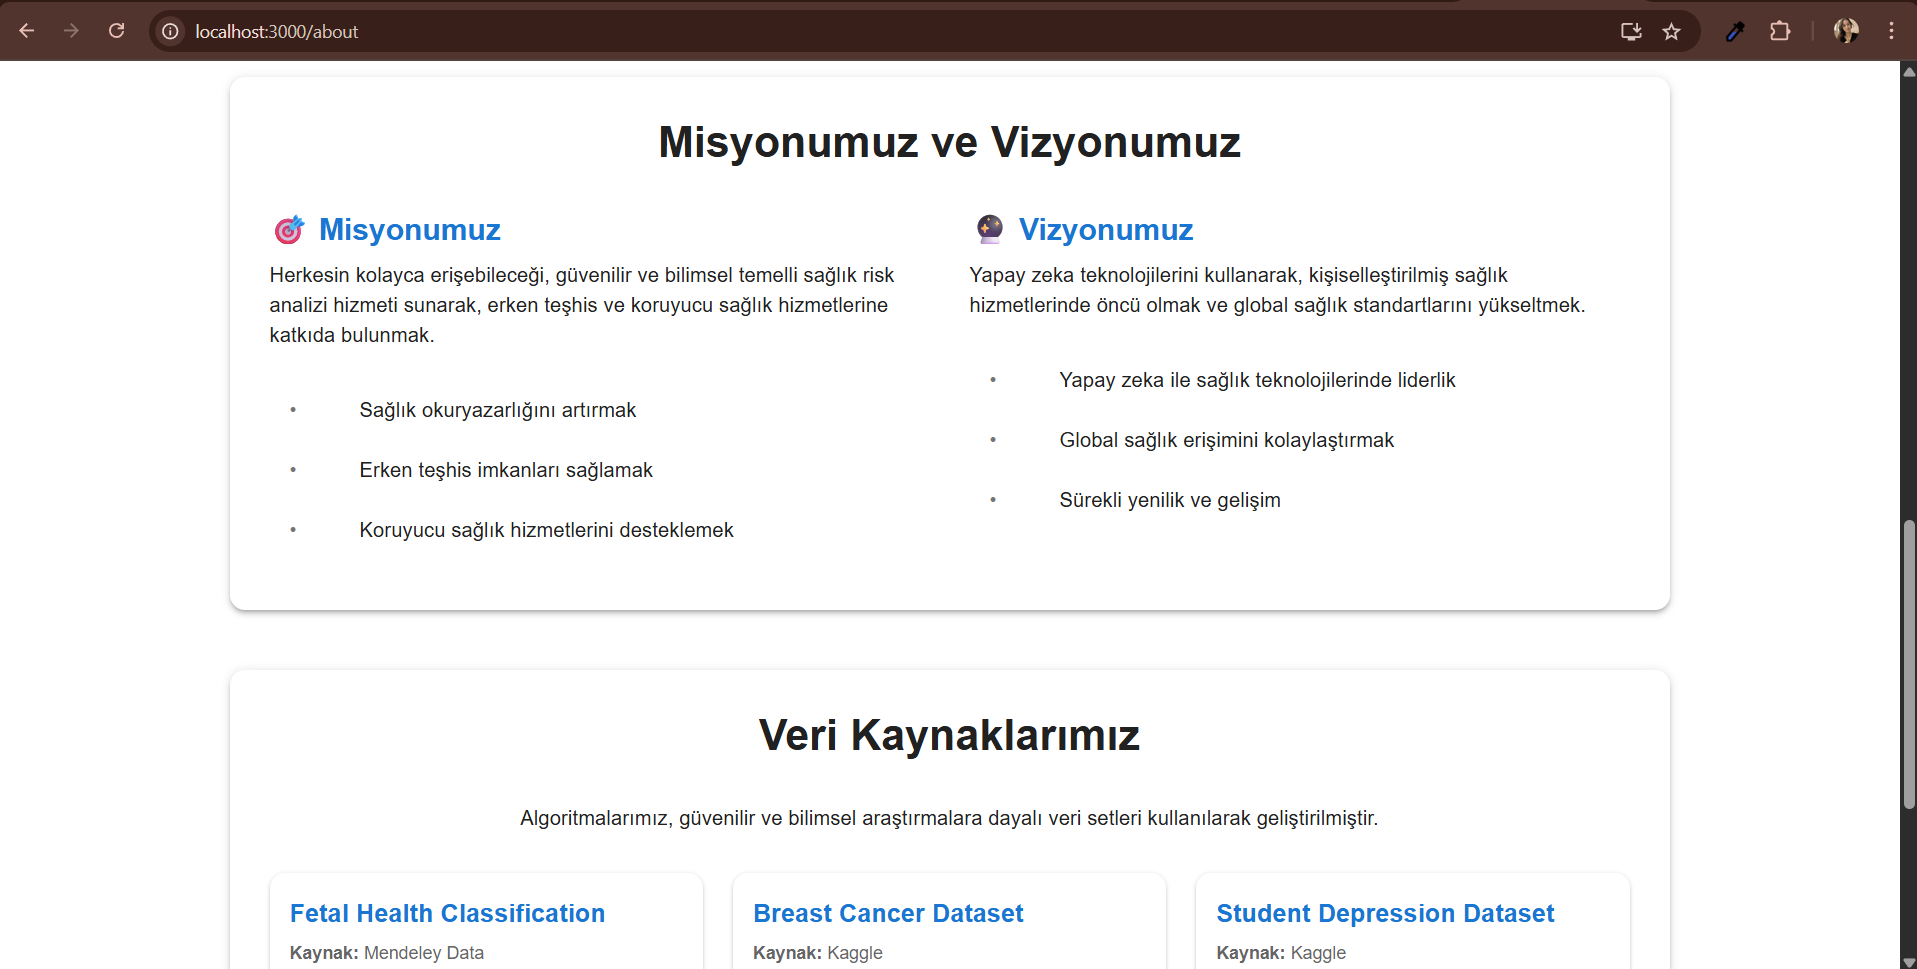 localhost:3000/about
Misyonumuz ve Vizyonumuz
Misyonumuz
Herkesin kolayca erişebileceği, güvenilir ve bilimsel temelli sağlık risk
analizi hizmeti sunarak, erken teşhis ve koruyucu sağlık hizmetlerine
katkıda bulunmak.
• Sağlık okuryazarlığını artırmak
• Erken teşhis imkanları sağlamak
• Koruyucu sağlık hizmetlerini desteklemek
Vizyonumuz
Yapay zeka teknolojilerini kullanarak, kişiselleştirilmiş sağlık
hizmetlerinde öncü olmak ve global sağlık standartlarını yükseltmek.
• Yapay zeka ile sağlık teknolojilerinde liderlik
• Global sağlık erişimini kolaylaştırmak
• Sürekli yenilik ve gelişim
Veri Kaynaklarımız
Algoritmalarımız, güvenilir ve bilimsel araştırmalara dayalı veri setleri kullanılarak geliştirilmiştir.
Fetal Health Classification
Kaynak: Mendeley Data
Breast Cancer Dataset
Kaynak: Kaggle
Student Depression Dataset
Kaynak: Kaggle